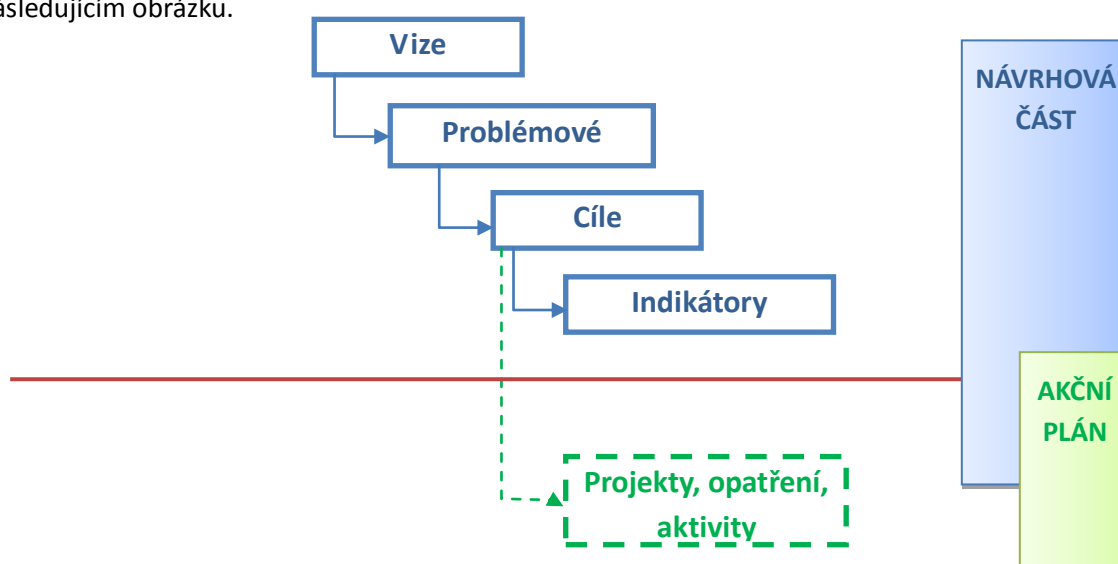 následujícím obrázku.
Vize
Problémové
Cíle
Indikátory
Projekty, opatření,
aktivity
NÁVRHOVÁ
ČÁST
AKČNÍ
PLÁN